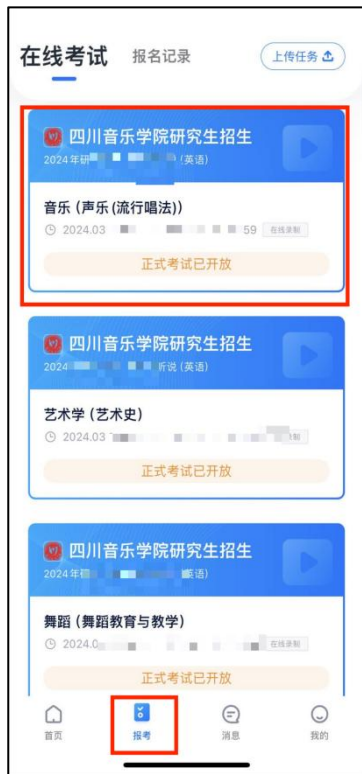 在线考试 报名记录 上传任务
四川音乐学院研究生招生
2024年研 (英语)
音乐 (声乐(流行唱法))
2024.03 59 在线录制
正式考试已开放
四川音乐学院研究生招生
2024 听说 (英语)
艺术学 (艺术史)
2024.03
正式考试已开放
四川音乐学院研究生招生
2024年 英语)
舞蹈 (舞蹈教育与教学)
2024.0 在线录制
正式考试已开放
首页 报考 消息 我的